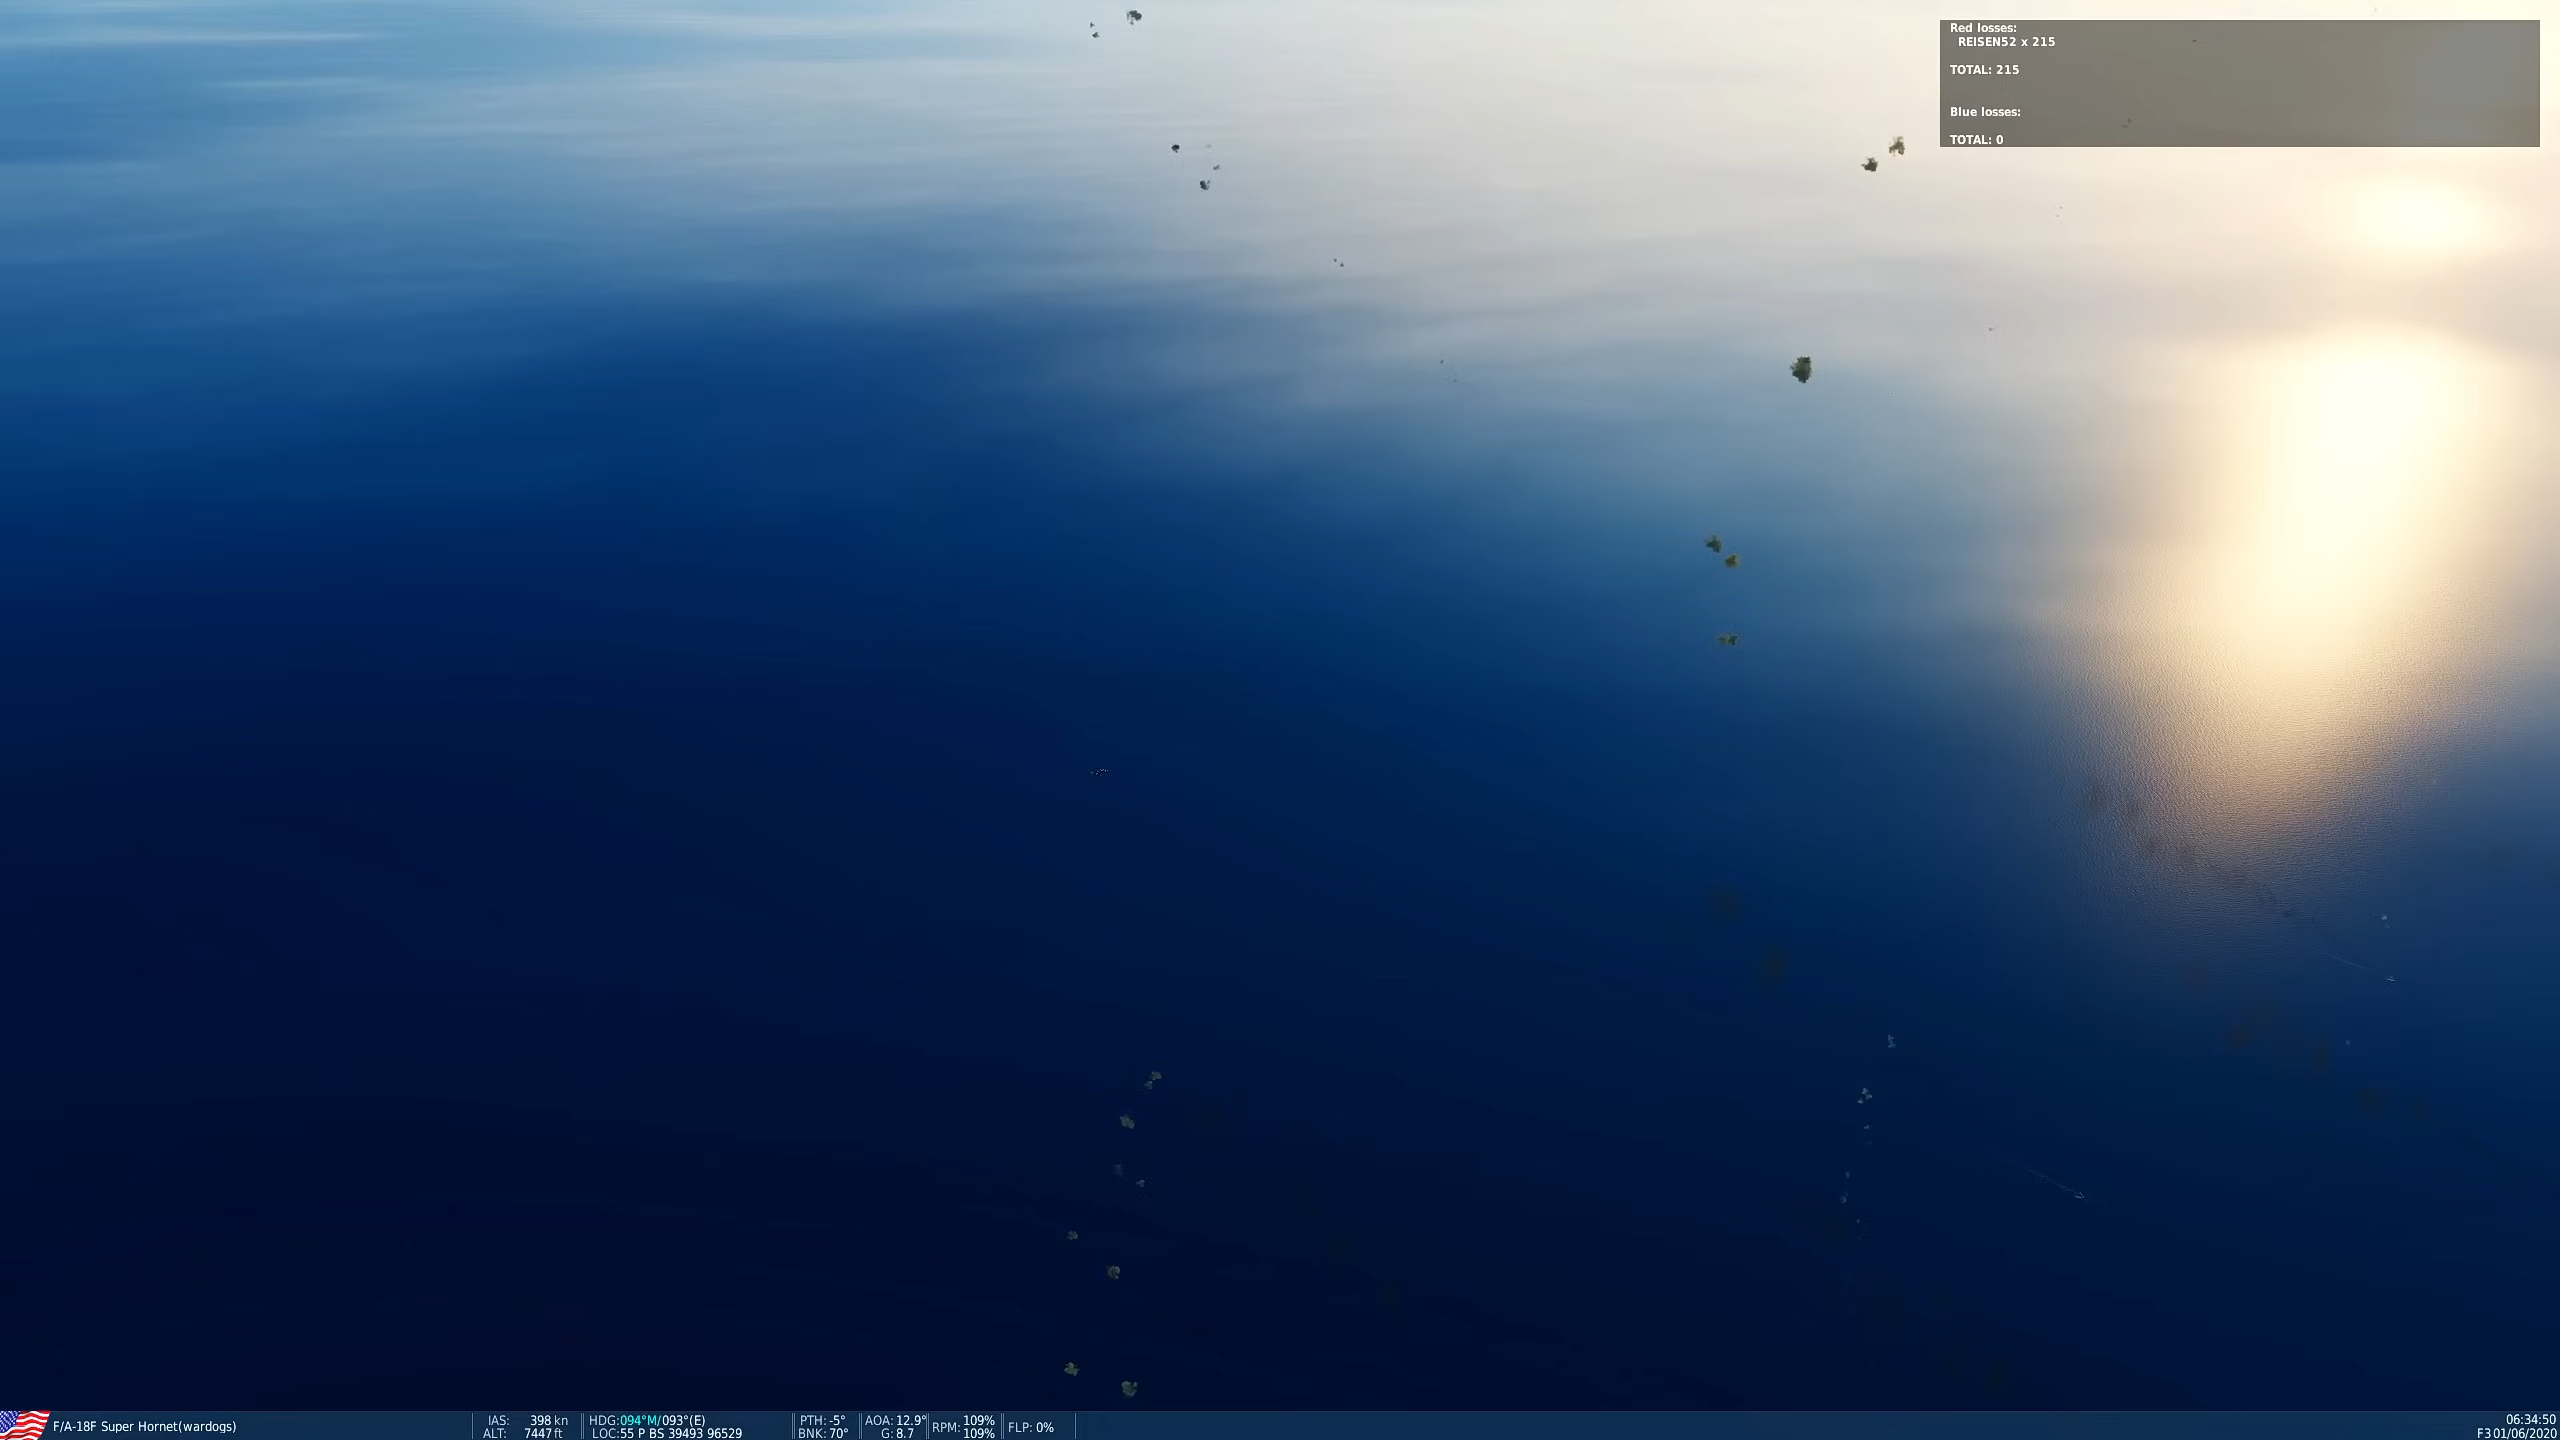 Red losses:
REISEN52 x 215
TOTAL: 215
Blue losses:
TOTAL: 0
F/A-18F Super Hornet(wardogs)
IAS: 398 kn
ALT: 7447 ft
HDG:094°M/093°(E)
LOC:55 P BS 39493 96529
PTH: -5°
BNK: 70°
AOA: 12.9°
G: 8.7
RPM: 109%
109%
FLP: 0%
06:34:50
F3 01/06/2020